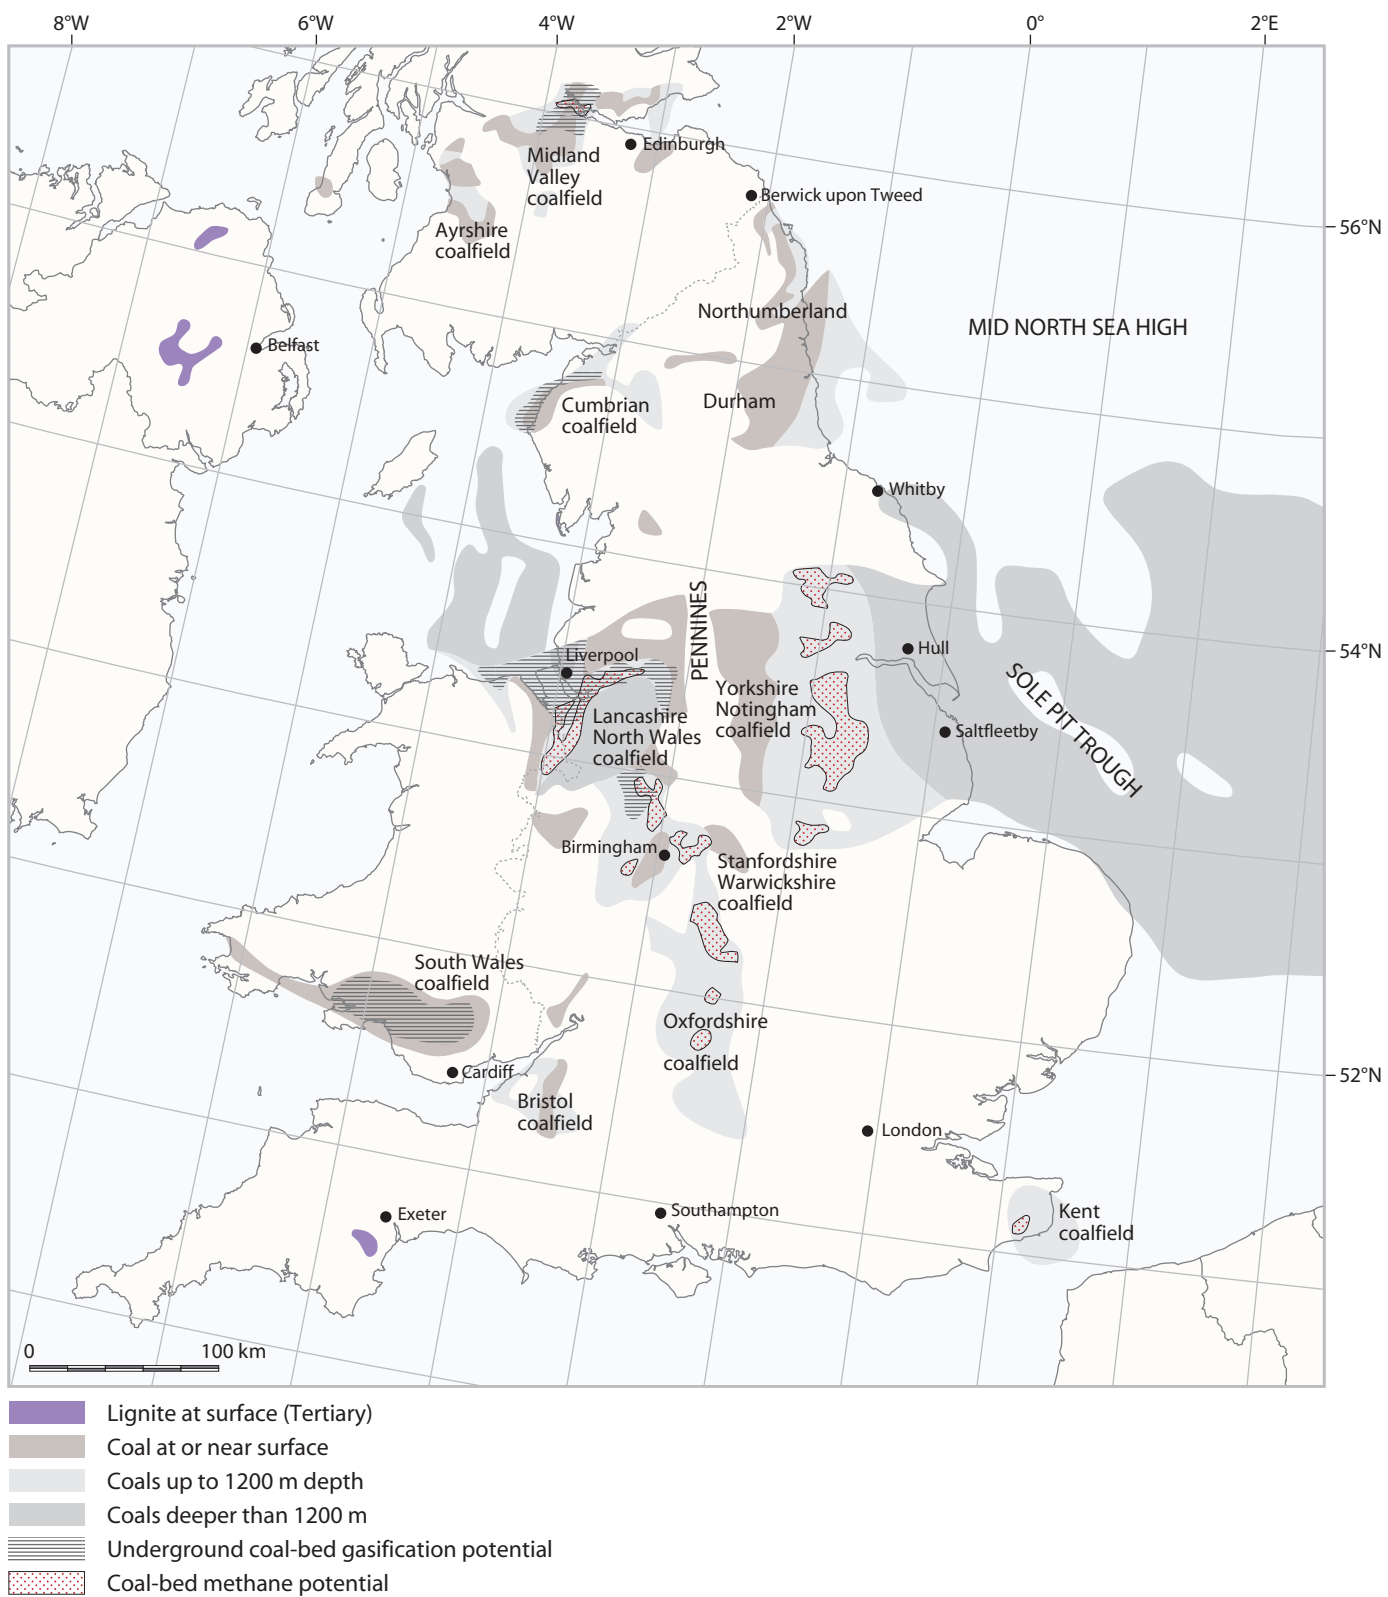 8°W
6°W
4°W
2°W
0°
2°E
56°N
54°N
52°N
Edinburgh
Midland
Valley
coalfield
Berwick upon Tweed
Ayrshire
coalfield
Northumberland
MID NORTH SEA HIGH
Belfast
Cumbrian
coalfield
Durham
Whitby
PENNINES
Liverpool
Hull
Yorkshire
Notingham
coalfield
SOLE PIT TROUGH
Lancashire
North Wales
coalfield
Saltfleetby
Birmingham
Stanfordshire
Warwickshire
coalfield
South Wales
coalfield
Oxfordshire
coalfield
Cardiff
Bristol
coalfield
London
Exeter
Southampton
Kent
coalfield
0
100 km
Lignite at surface (Tertiary)
Coal at or near surface
Coals up to 1200 m depth
Coals deeper than 1200 m
Underground coal-bed gasification potential
Coal-bed methane potential